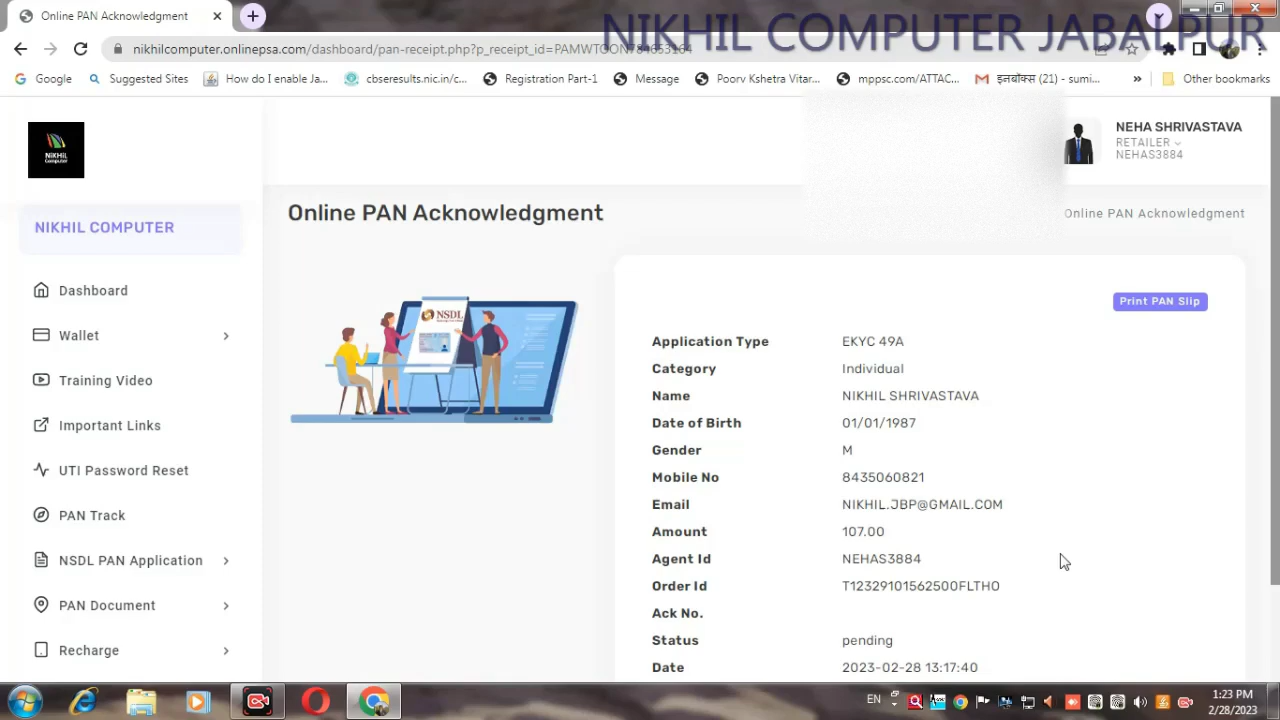 Online PAN Acknowledgment
NIKHIL COMPUTER JABALPUR
nikhilcomputer.onlinepsa.com/dashboard/pan-receipt.php?p_receipt_id=PAMWTOON784653164
Google
Suggested Sites
How do I enable Ja...
cbseresults.nic.in/c...
Registration Part-1
Message
Poorv Kshetra Vitar...
mppsc.com/ATTAC...
इनबॉक्स (21) - sumi...
»
Other bookmarks
NiKHiL
Computer
NEHA SHRIVASTAVA
RETAILER
NEHAS3884
NIKHIL COMPUTER
Dashboard
Wallet
Training Video
Important Links
UTI Password Reset
PAN Track
NSDL PAN Application
PAN Document
Recharge
Online PAN Acknowledgment
Online PAN Acknowledgment
NSDL
Print PAN Slip
Application Type EKYC 49A
Category Individual
Name NIKHIL SHRIVASTAVA
Date of Birth 01/01/1987
Gender M
Mobile No 8435060821
Email NIKHIL.JBP@GMAIL.COM
Amount 107.00
Agent Id NEHAS3884
Order Id T12329101562500FLTHO
Ack No.
Status pending
Date 2023-02-28 13:17:40
EN
1:23 PM
2/28/2023